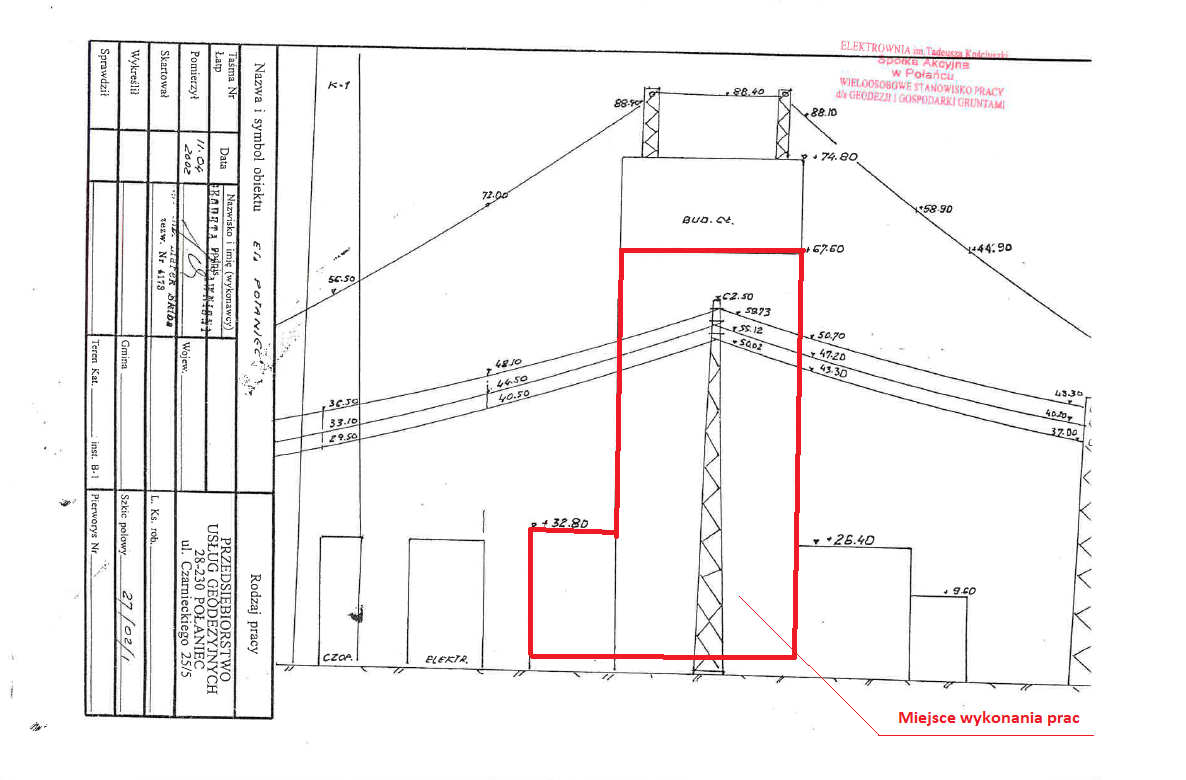 ELEKTROWNIA im. Tadeusza Kościuszki
Spółka Akcyjna
w Połańcu
WIELOOSOBOWE STANOWISKO PRACY
d/s GEODEZJI I GOSPODARKI GRUNTAMI
K-1
88.40
88.10
+74.80
72.00
+58.90
BUD. GŁ.
+44.90
+67.60
56.50
62.50
59.73
50.70
55.12
47.20
50.02
43.30
48.10
44.50
40.50
36.50
33.10
29.50
43.30
37.00
+32.80
+26.40
+9.60
CZOP.
ELEKTR.
Miejsce wykonania prac
Nazwa i symbol obiektu
EL. POŁANIEC
Rodzaj pracy
Taśma Nr
Łatp
Data
Nazwisko i imię (wykonawcy)
podpis
Pomierzył
11.04
2002
Skartował
zezw. Nr 4178
Wykreślił
Sprawdził
Wojew.
Gmina
Teren Kat.
inst. B-1
PRZEDSIĘBIORSTWO
USŁUG GEODEZYJNYCH
28-230 POŁANIEC
ul. Czarnieckiego 25/5
L. Ks. rob.
Szkic polowy
27/02/1
Pierworys Nr